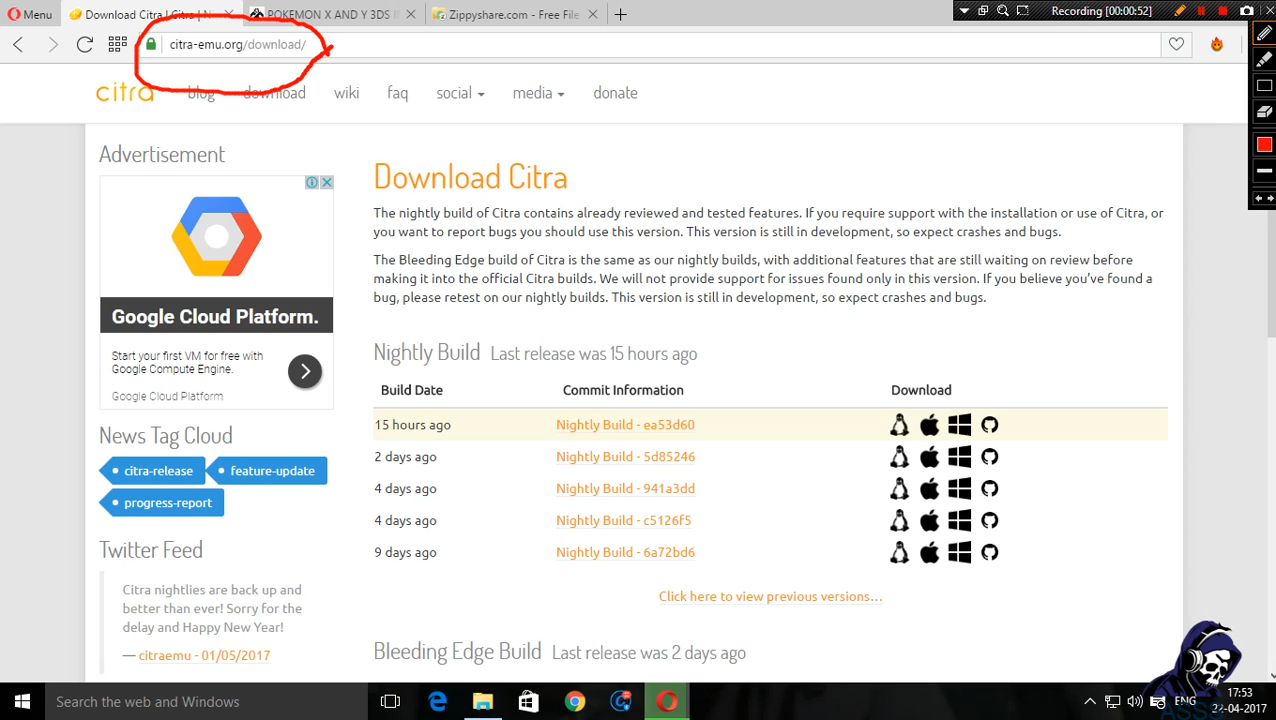 Menu
Download Citra | Citra | Ni
POKEMON X AND Y 3DS
Zippyshare.com - Free File
Recording [00:00:52]
citra-emu.org/download/
citra
blog
download
wiki
faq
social
media
donate
Advertisement
Google Cloud Platform.
Start your first VM for free with
Google Compute Engine.
Google Cloud Platform
News Tag Cloud
citra-release
feature-update
progress-report
Twitter Feed
Citra nightlies are back up and
better than ever! Sorry for the
delay and Happy New Year!
— citraemu - 01/05/2017
Download Citra
The nightly build of Citra contains already reviewed and tested features. If you require support with the installation or use of Citra, or
you want to report bugs you should use this version. This version is still in development, so expect crashes and bugs.
The Bleeding Edge build of Citra is the same as our nightly builds, with additional features that are still waiting on review before
making it into the official Citra builds. We will not provide support for issues found only in this version. If you believe you've found a
bug, please retest on our nightly builds. This version is still in development, so expect crashes and bugs.
Nightly Build Last release was 15 hours ago
Build Date Commit Information Download
15 hours ago Nightly Build - ea53d60
2 days ago Nightly Build - 5d85246
4 days ago Nightly Build - 941a3dd
4 days ago Nightly Build - c5126f5
9 days ago Nightly Build - 6a72bd6
Click here to view previous versions...
Bleeding Edge Build Last release was 2 days ago
Search the web and Windows
ENG
17:53
22-04-2017